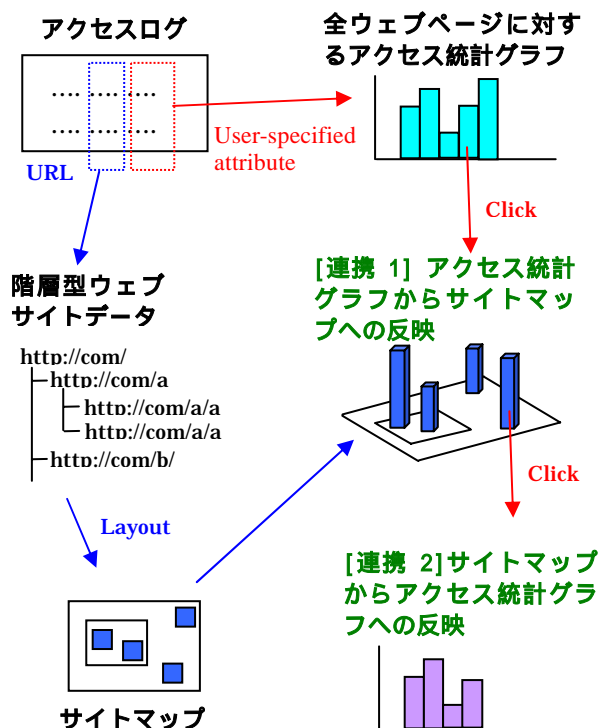 アクセスログ
全ウェブページに対す
るアクセス統計グラフ
.... .... ....
.... .... ....
User-specified
attribute
URL
Click
階層型ウェブ
サイトデータ
[連携 1] アクセス統計
グラフからサイトマッ
プへの反映
http://com/
http://com/a
http://com/a/a
http://com/a/a
http://com/b/
Click
Layout
[連携 2]サイトマップ
からアクセス統計グラ
フへの反映
サイトマップ